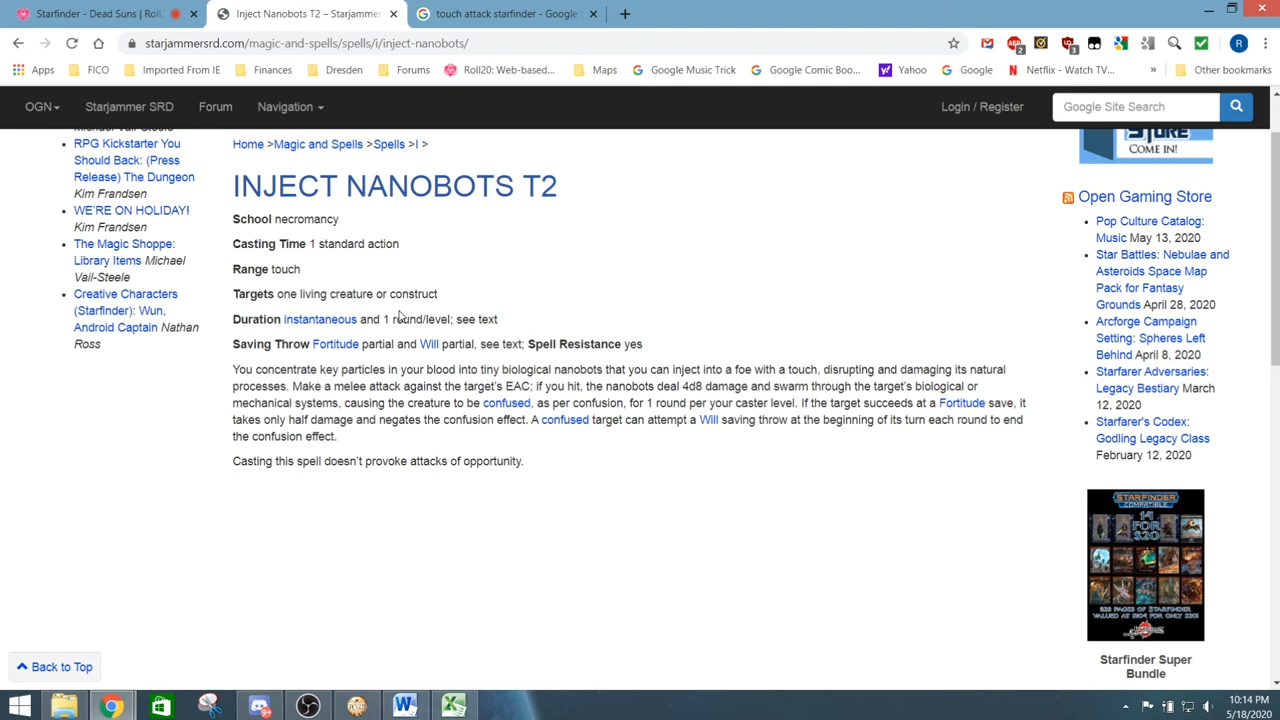 Starfinder - Dead Suns | Roll
Inject Nanobots T2 – Starjammer
touch attack starfinder - Google
starjammersrd.com/magic-and-spells/spells/i/inject-nanobots/
Apps
FICO
Imported From IE
Finances
Dresden
Forums
Roll20: Web-based...
Maps
Google Music Trick
Google Comic Boo...
Yahoo
Google
Netflix - Watch TV...
»
Other bookmarks
OGN
Starjammer SRD
Forum
Navigation
Login / Register
Google Site Search
Michael Vail-Steele
RPG Kickstarter You
Should Back: (Press
Release) The Dungeon
Kim Frandsen
WE'RE ON HOLIDAY!
Kim Frandsen
The Magic Shoppe:
Library Items Michael
Vail-Steele
Creative Characters
(Starfinder): Wun,
Android Captain Nathan
Ross
Home >Magic and Spells >Spells >I >
INJECT NANOBOTS T2
School necromancy
Casting Time 1 standard action
Range touch
Targets one living creature or construct
Duration instantaneous and 1 round/level; see text
Saving Throw Fortitude partial and Will partial, see text; Spell Resistance yes
You concentrate key particles in your blood into tiny biological nanobots that you can inject into a foe with a touch, disrupting and damaging its natural
processes. Make a melee attack against the target's EAC; if you hit, the nanobots deal 4d8 damage and swarm through the target's biological or
mechanical systems, causing the creature to be confused, as per confusion, for 1 round per your caster level. If the target succeeds at a Fortitude save, it
takes only half damage and negates the confusion effect. A confused target can attempt a Will saving throw at the beginning of its turn each round to end
the confusion effect.
Casting this spell doesn't provoke attacks of opportunity.
STORE
COME IN!
Open Gaming Store
Pop Culture Catalog:
Music May 13, 2020
Star Battles: Nebulae and
Asteroids Space Map
Pack for Fantasy
Grounds April 28, 2020
Arcforge Campaign
Setting: Spheres Left
Behind April 8, 2020
Starfarer Adversaries:
Legacy Bestiary March
12, 2020
Starfarer's Codex:
Godling Legacy Class
February 12, 2020
STARFINDER
COMPATIBLE
14
FOR
$20
Starfinder Super
Bundle
Back to Top
10:14 PM
5/18/2020